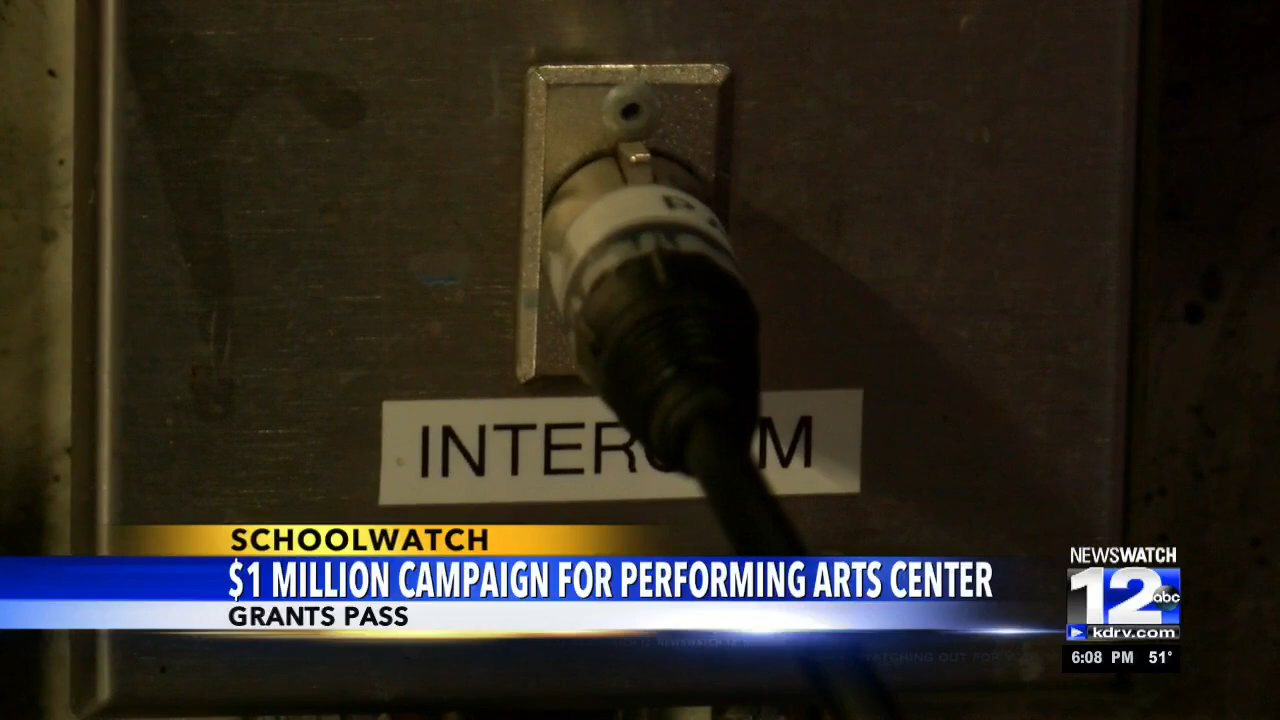 INTERCOM
SCHOOLWATCH
$1 MILLION CAMPAIGN FOR PERFORMING ARTS CENTER
GRANTS PASS
NEWSWATCH
12 abc
kdrv.com
6:08 PM 51°